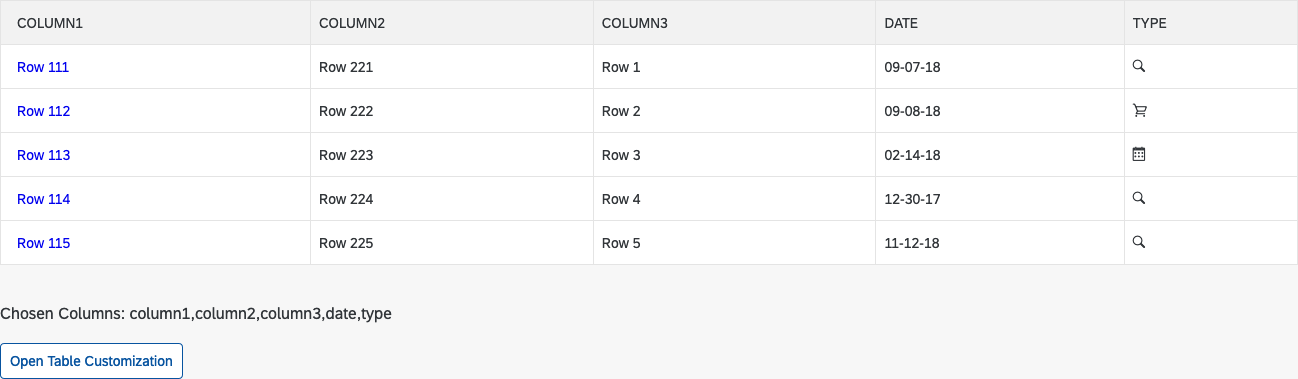 COLUMN1 COLUMN2 COLUMN3 DATE TYPE
Row 111 Row 221 Row 1 09-07-18
Row 112 Row 222 Row 2 09-08-18
Row 113 Row 223 Row 3 02-14-18
Row 114 Row 224 Row 4 12-30-17
Row 115 Row 225 Row 5 11-12-18
Chosen Columns: column1,column2,column3,date,type
Open Table Customization